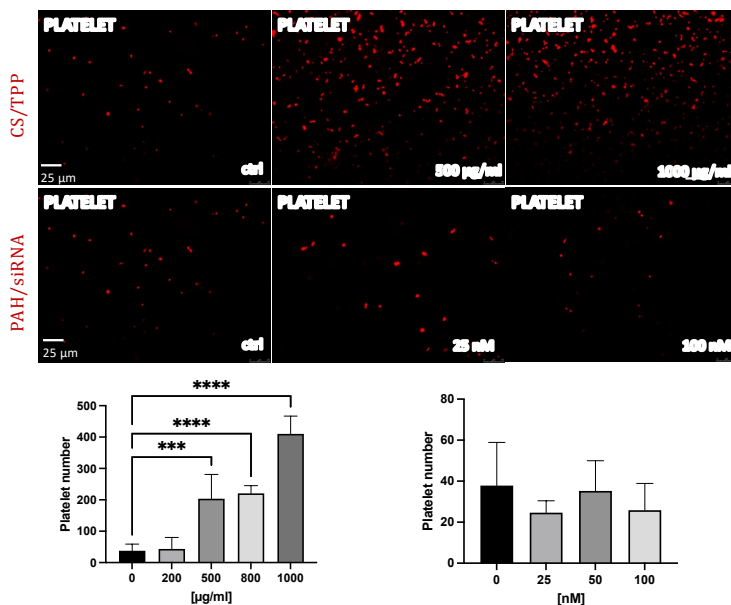 PLATELET PLATELET PLATELET
CS/TPP
25 µm
ctrl 500 µg/ml 1000 µg/ml
PLATELET PLATELET PLATELET
PAH/siRNA
25 µm
ctrl 25 nM 100 nM
****
****
***
Platelet number
500
400
300
200
100
0
0 200 500 800 1000
[µg/ml]
Platelet number
80
60
40
20
0
0 25 50 100
[nM]